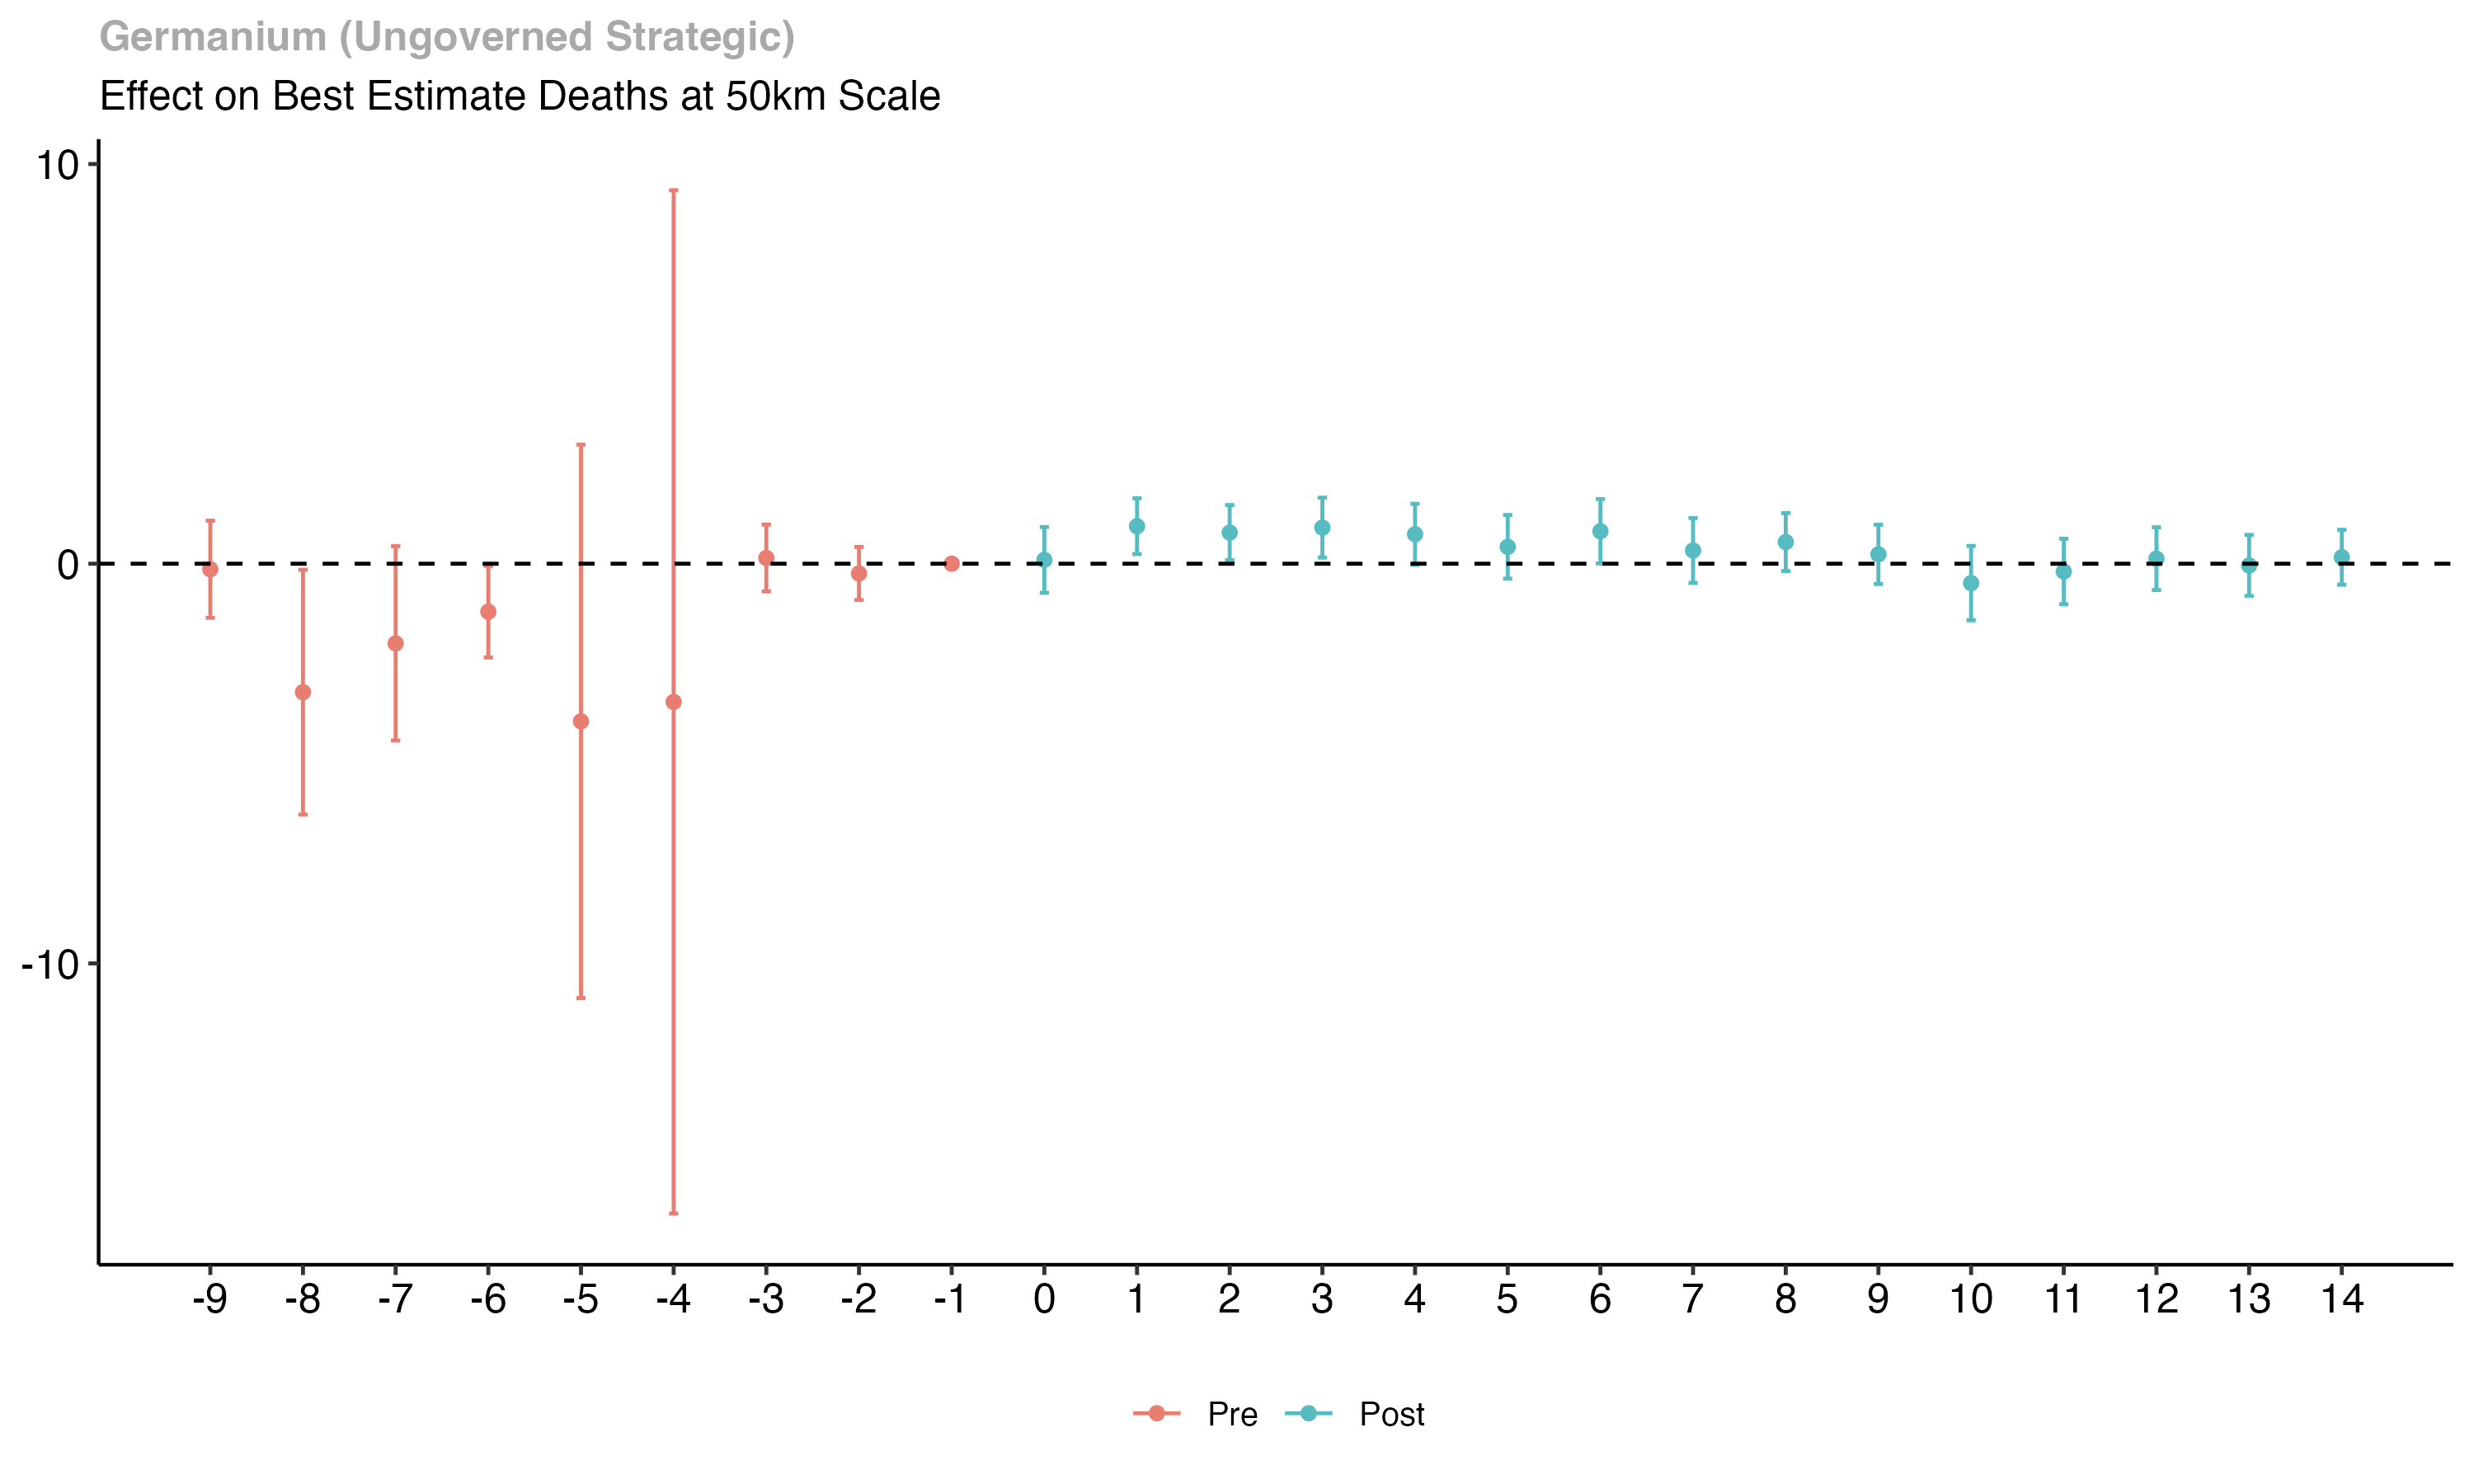 Germanium (Ungoverned Strategic)
Effect on Best Estimate Deaths at 50km Scale
10
0
-10
-9 -8 -7 -6 -5 -4 -3 -2 -1 0 1 2 3 4 5 6 7 8 9 10 11 12 13 14
Pre Post